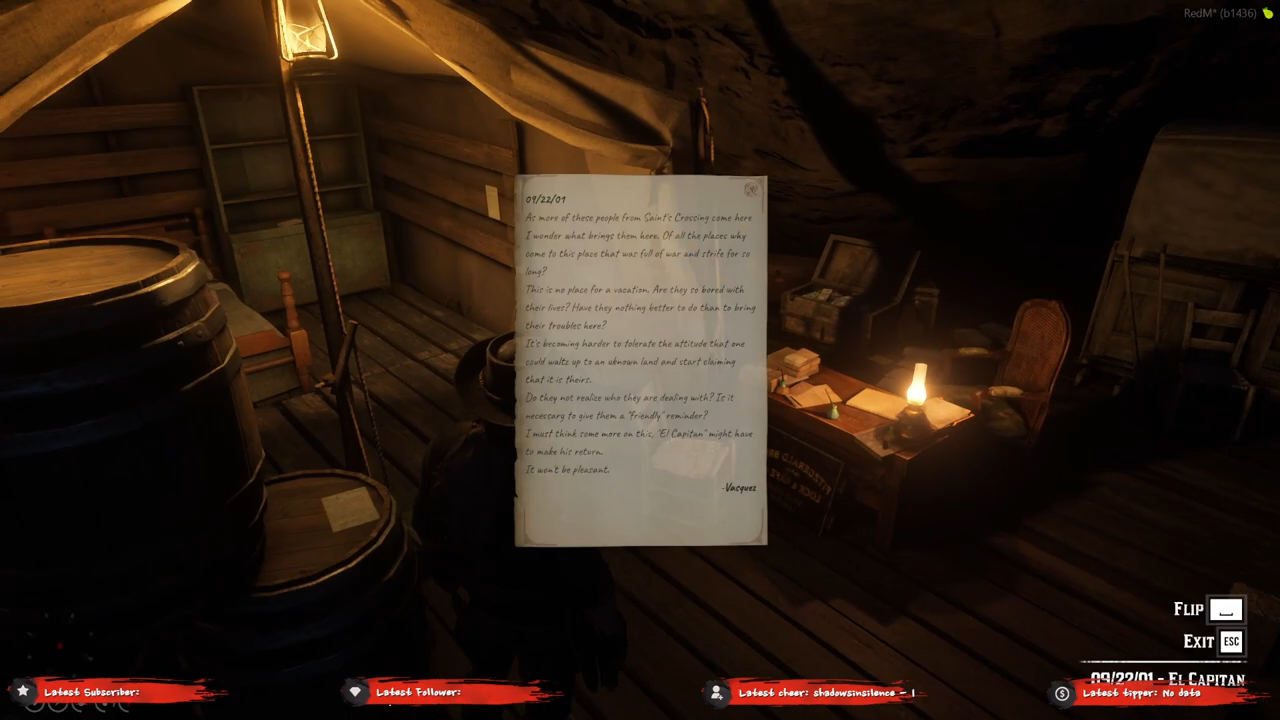 RedM® (b1436)
09/22/01
As more of these people from Saint's Crossing come here
I wonder what brings them here. Of all the places why
come to this place that was full of war and strife for so
long?
This is no place for a vacation. Are they so bored with
their lives? Have they nothing better to do than to bring
their troubles here?
It's becoming harder to tolerate the attitude that one
could waltz up to an uknown land and start claiming
that it is theirs.
Do they not realize who they are dealing with? Is it
necessary to give them a "Friendly" reminder?
I must think some more on this, "El Capitan" might have
to make his return.
It won't be pleasant.
-Vasquez
Flip
Exit ESC
09/22/01 - El Capitan
Latest Subscriber:
Latest Follower:
Latest cheer: shadowsinsilence - 1
Latest tipper: No data